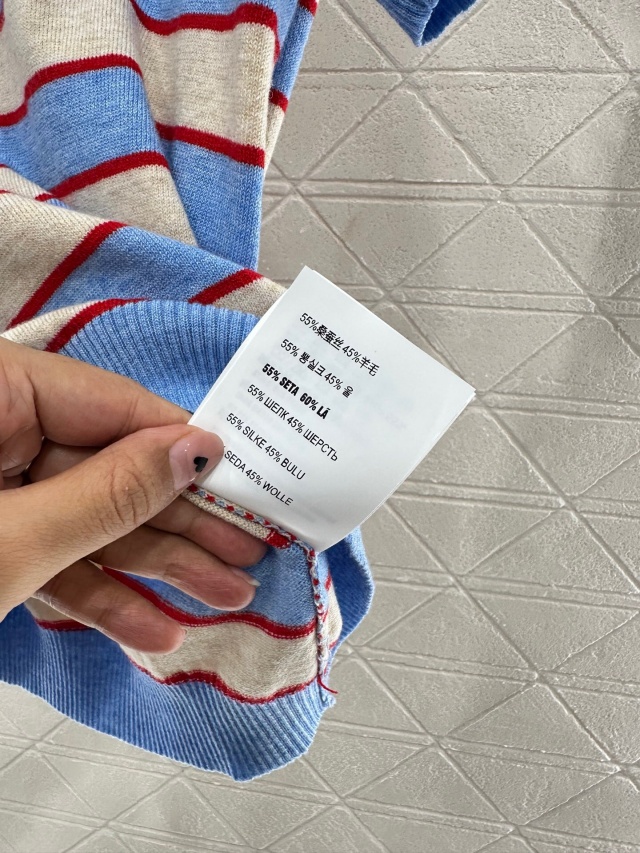 55%桑蚕丝 45%羊毛
55% 뽕실크 45% 울
55% SETA 60% LÃ
55% ШЕЛК 45% ШЕРСТЬ
55% SILKE 45% BULU
SEDA 45% WOLLE